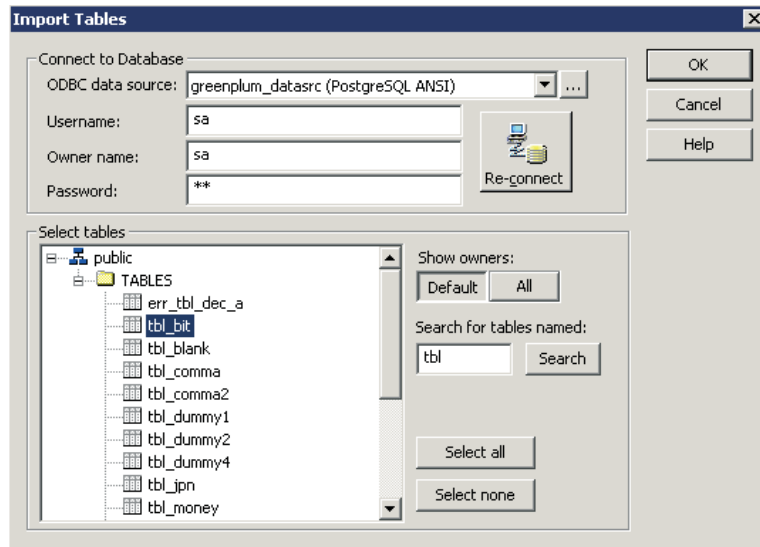 Import Tables
Connect to Database
ODBC data source: greenplum_datasrc (PostgreSQL ANSI) ...
Username: sa
Owner name: sa
Password: **
Re-connect
OK
Cancel
Help
Select tables
public
TABLES
err_tbl_dec_a
tbl_bit
tbl_blank
tbl_comma
tbl_comma2
tbl_dummy1
tbl_dummy2
tbl_dummy4
tbl_jpn
tbl_money
Show owners:
Default All
Search for tables named:
tbl Search
Select all
Select none